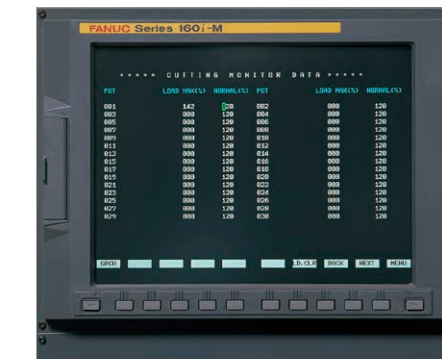 FANUC Series 160i-M
***** CUTTING MONITOR DATA *****
POT LOAD MAX(%) NORMAL(%) POT LOAD MAX(%) NORMAL(%)
001 142 120 002 000 120
003 000 120 004 000 120
005 000 120 006 000 120
007 000 120 008 000 120
009 000 120 010 000 120
011 000 120 012 000 120
013 000 120 014 000 120
015 000 120 016 000 120
017 000 120 018 000 120
019 000 120 020 000 120
021 000 120 022 000 120
023 000 120 024 000 120
025 000 120 026 000 120
027 000 120 028 000 120
029 000 120 030 000 120
SRCH LD.CLR BACK NEXT MENU